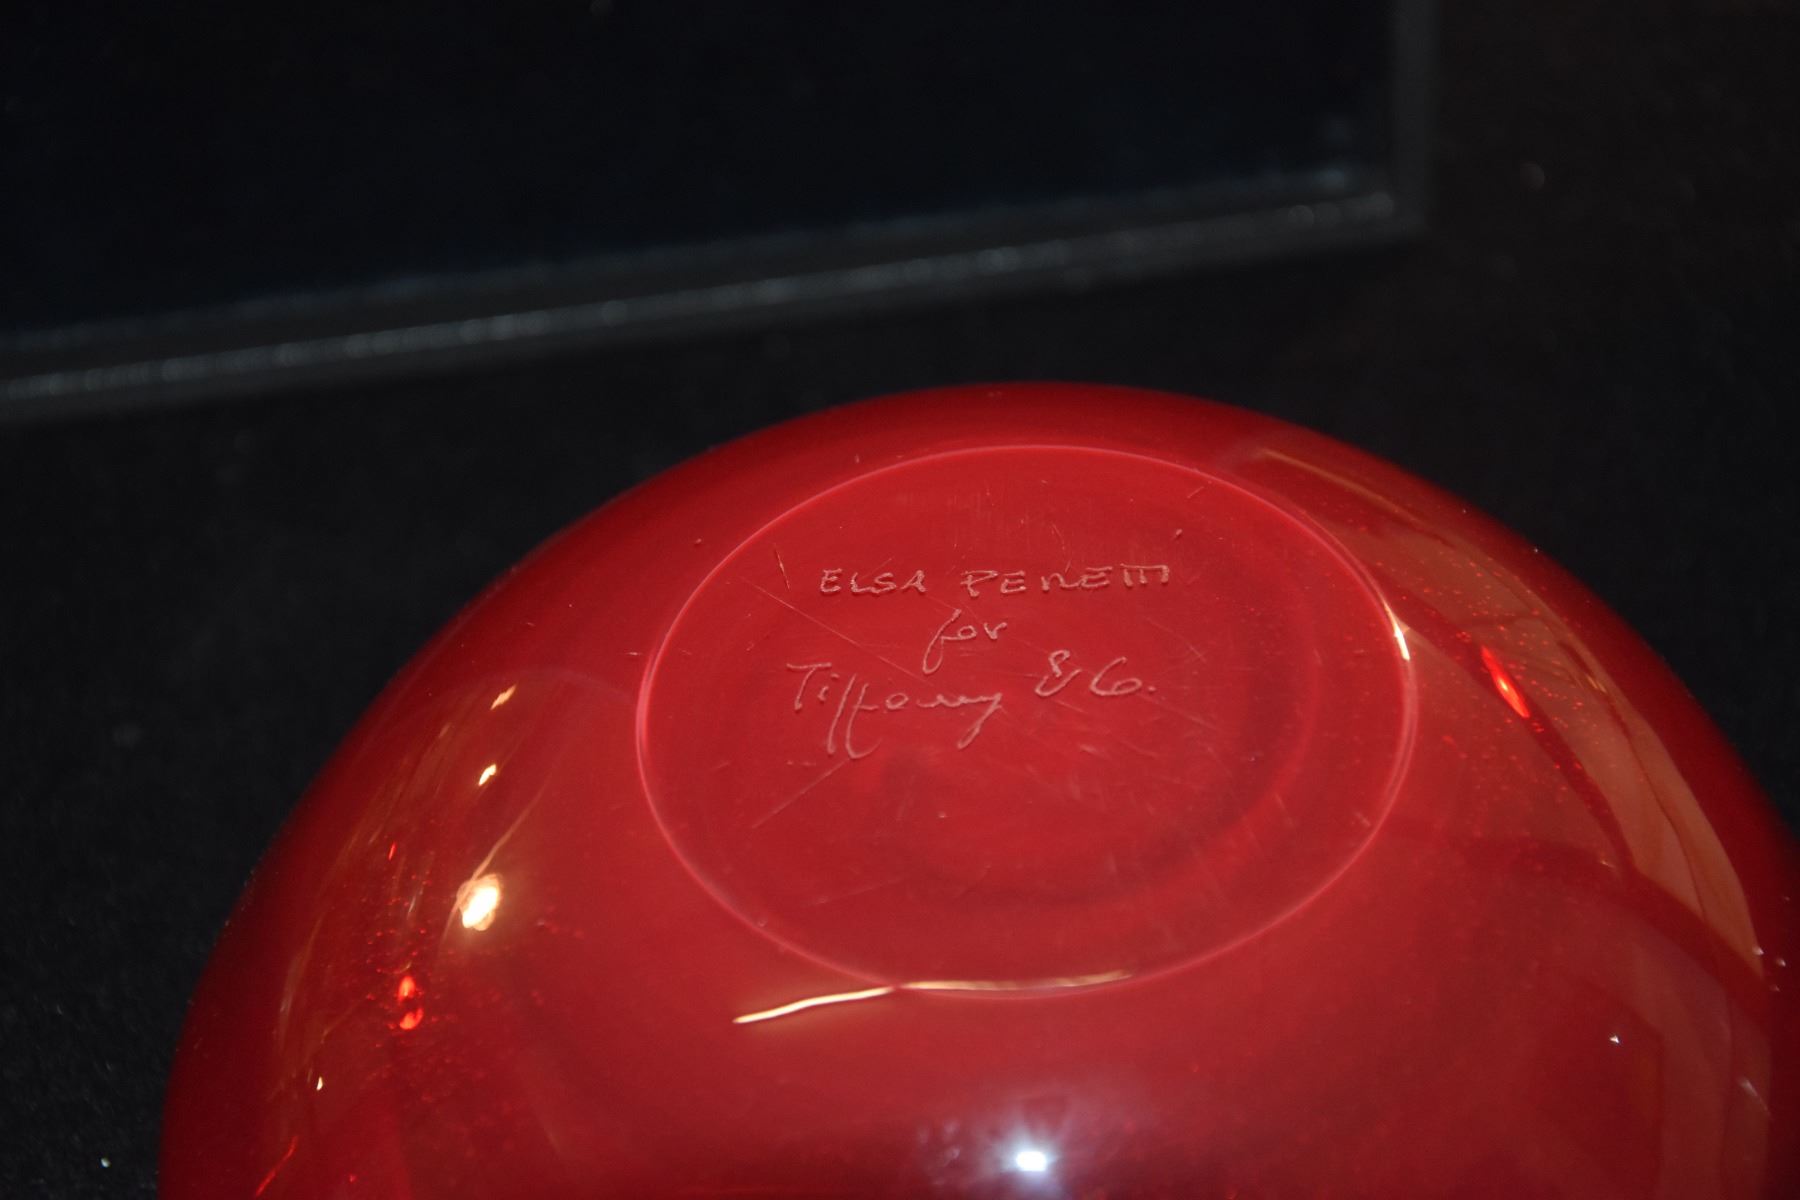 ELSA PERETTI
for
Tiffany & Co.